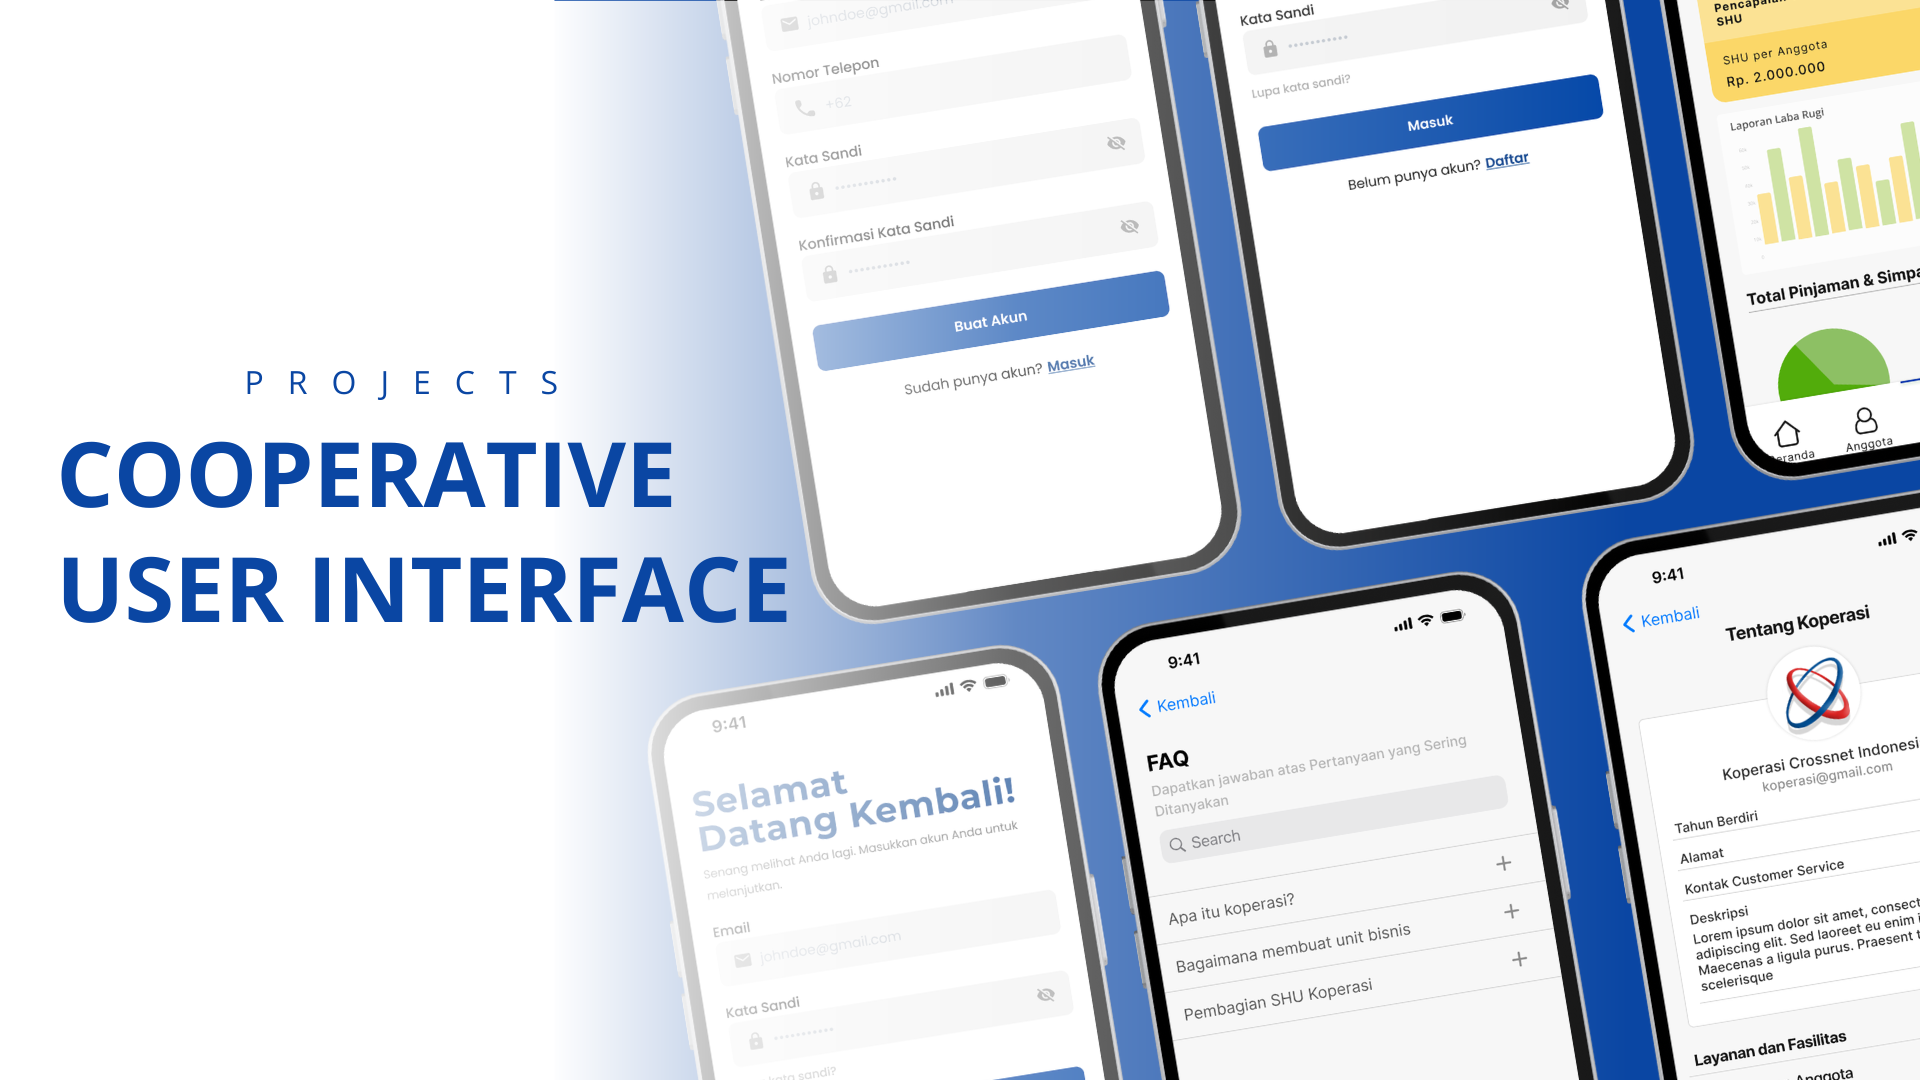 PROJECTS
COOPERATIVE
USER INTERFACE
johndoe@gmail.com
Nomor Telepon
+62
Kata Sandi
Konfirmasi Kata Sandi
Buat Akun
Sudah punya akun? Masuk
Kata Sandi
Lupa kata sandi?
Masuk
Belum punya akun? Daftar
SHU
SHU per Anggota
Rp. 2.000.000
Laporan Laba Rugi
Total Pinjaman & Simpa
eranda
Anggota
9:41
Selamat
Datang Kembali!
Senang melihat Anda lagi. Masukkan akun Anda untuk
melanjutkan.
Email
johndoe@gmail.com
Kata Sandi
kata sandi?
9:41
Kembali
FAQ
Dapatkan jawaban atas Pertanyaan yang Sering
Ditanyakan
Search
Apa itu koperasi?
Bagaimana membuat unit bisnis
Pembagian SHU Koperasi
9:41
Kembali
Tentang Koperasi
Koperasi Crossnet Indonesi
koperasi@gmail.com
Tahun Berdiri
Alamat
Kontak Customer Service
Deskripsi
Lorem ipsum dolor sit amet, consect
adipiscing elit. Sed laoreet eu enim
Maecenas a ligula purus. Praesent t
scelerisque
Layanan dan Fasilitas
Anggota